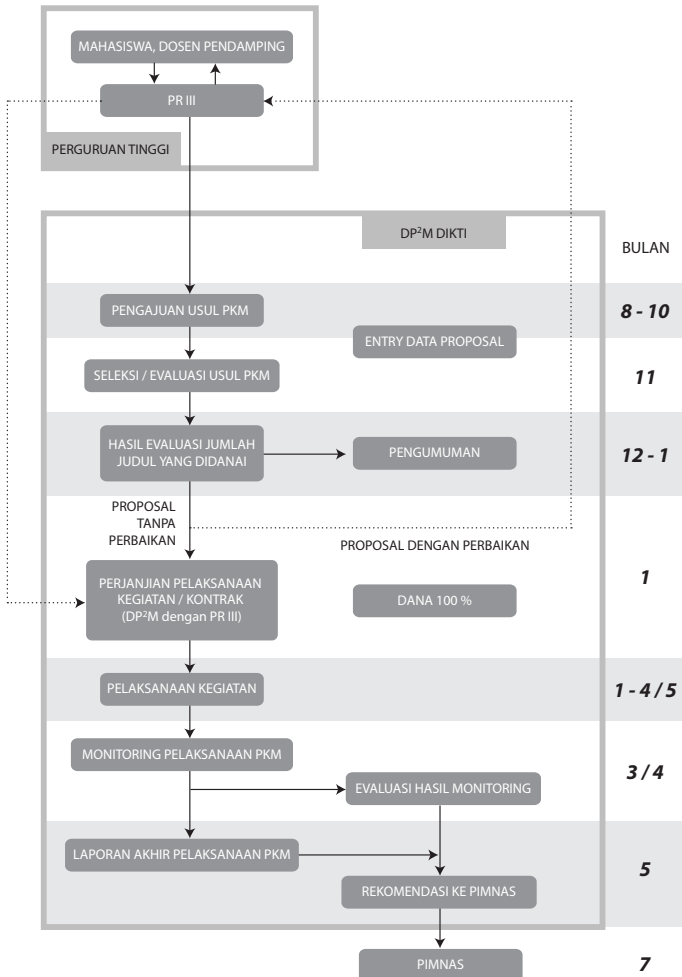 MAHASISWA, DOSEN PENDAMPING
PR III
PERGURUAN TINGGI
DP²M DIKTI
BULAN
PENGAJUAN USUL PKM
8 - 10
ENTRY DATA PROPOSAL
SELEKSI / EVALUASI USUL PKM
11
HASIL EVALUASI JUMLAH
JUDUL YANG DIDANAI
PENGUMUMAN
12 - 1
PROPOSAL
TANPA
PERBAIKAN
PROPOSAL DENGAN PERBAIKAN
PERJANJIAN PELAKSANAAN
KEGIATAN / KONTRAK
(DP²M dengan PR III)
DANA 100 %
1
PELAKSANAAN KEGIATAN
1 - 4 / 5
MONITORING PELAKSANAAN PKM
3 / 4
EVALUASI HASIL MONITORING
LAPORAN AKHIR PELAKSANAAN PKM
5
REKOMENDASI KE PIMNAS
PIMNAS
7